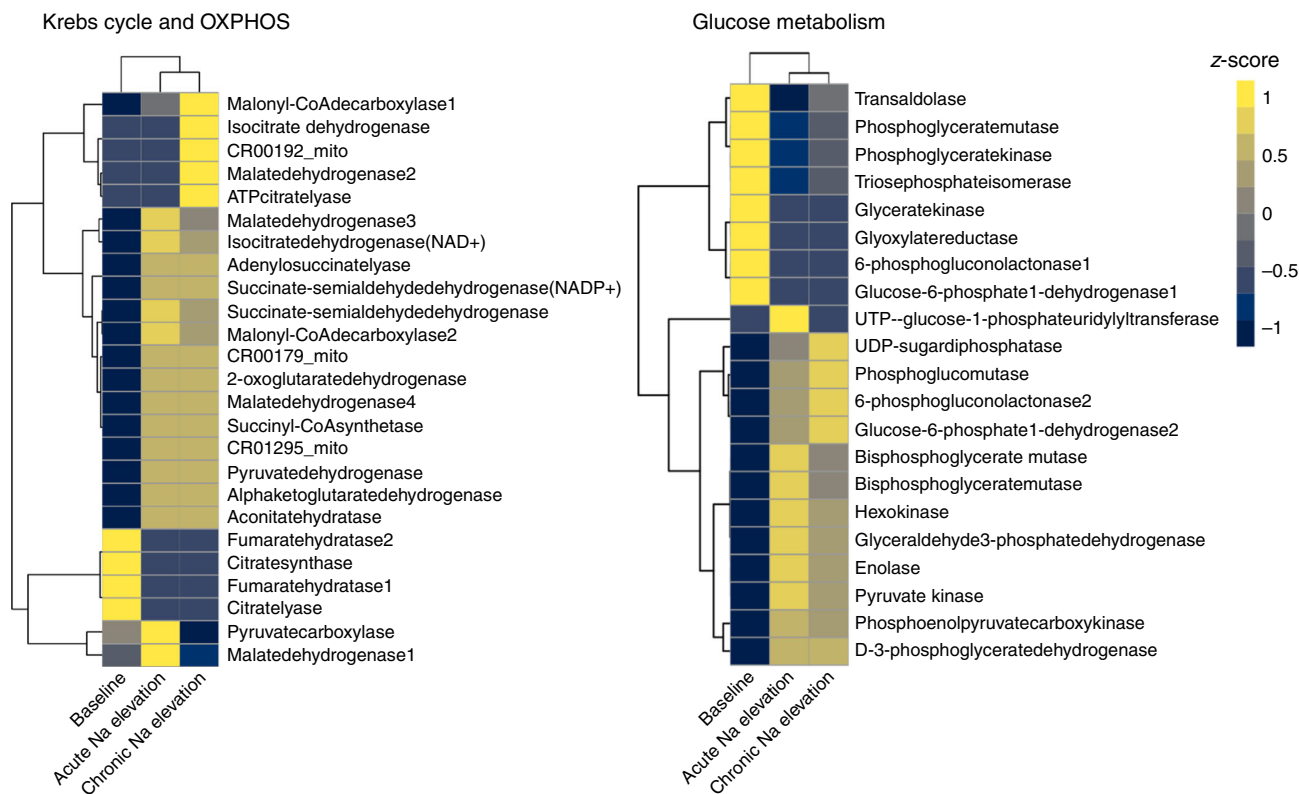 Krebs cycle and OXPHOS
Malonyl-CoAdecarboxylase1
Isocitrate dehydrogenase
CR00192_mito
Malatedehydrogenase2
ATPcitratelyase
Malatedehydrogenase3
Isocitratedehydrogenase(NAD+)
Adenylosuccinatelyase
Succinate-semialdehydedehydrogenase(NADP+)
Succinate-semialdehydedehydrogenase
Malonyl-CoAdecarboxylase2
CR00179_mito
2-oxoglutaratedehydrogenase
Malatedehydrogenase4
Succinyl-CoAsynthetase
CR01295_mito
Pyruvatedehydrogenase
Alphaketoglutaratedehydrogenase
Aconitatehydratase
Fumaratehydratase2
Citratesynthase
Fumaratehydratase1
Citratelyase
Pyruvatecarboxylase
Malatedehydrogenase1
Baseline
Acute Na elevation
Chronic Na elevation
Glucose metabolism
Transaldolase
Phosphoglyceratemutase
Phosphoglyceratekinase
Triosephosphateisomerase
Glyceratekinase
Glyoxylatereductase
6-phosphogluconolactonase1
Glucose-6-phosphate1-dehydrogenase1
UTP--glucose-1-phosphateuridylyltransferase
UDP-sugardiphosphatase
Phosphoglucomutase
6-phosphogluconolactonase2
Glucose-6-phosphate1-dehydrogenase2
Bisphosphoglycerate mutase
Bisphosphoglyceratemutase
Hexokinase
Glyceraldehyde3-phosphatedehydrogenase
Enolase
Pyruvate kinase
Phosphoenolpyruvatecarboxykinase
D-3-phosphoglyceratedehydrogenase
Baseline
Acute Na elevation
Chronic Na elevation
z-score
1
0.5
0
−0.5
−1